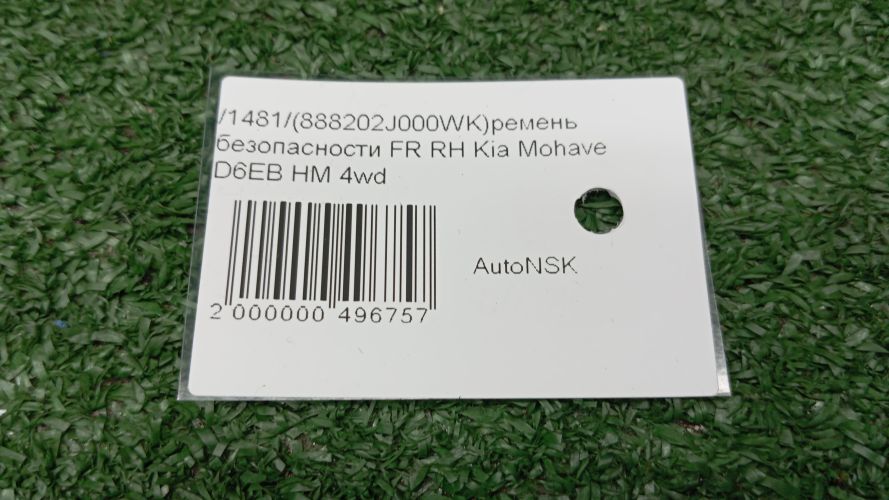 /1481/(888202J000WK)ремень
безопасности FR RH Kia Mohave
D6EB HM 4wd
AutoNSK
2 000000 496757